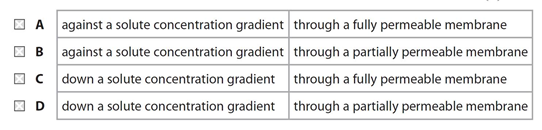 A against a solute concentration gradient through a fully permeable membrane
B against a solute concentration gradient through a partially permeable membrane
C down a solute concentration gradient through a fully permeable membrane
D down a solute concentration gradient through a partially permeable membrane